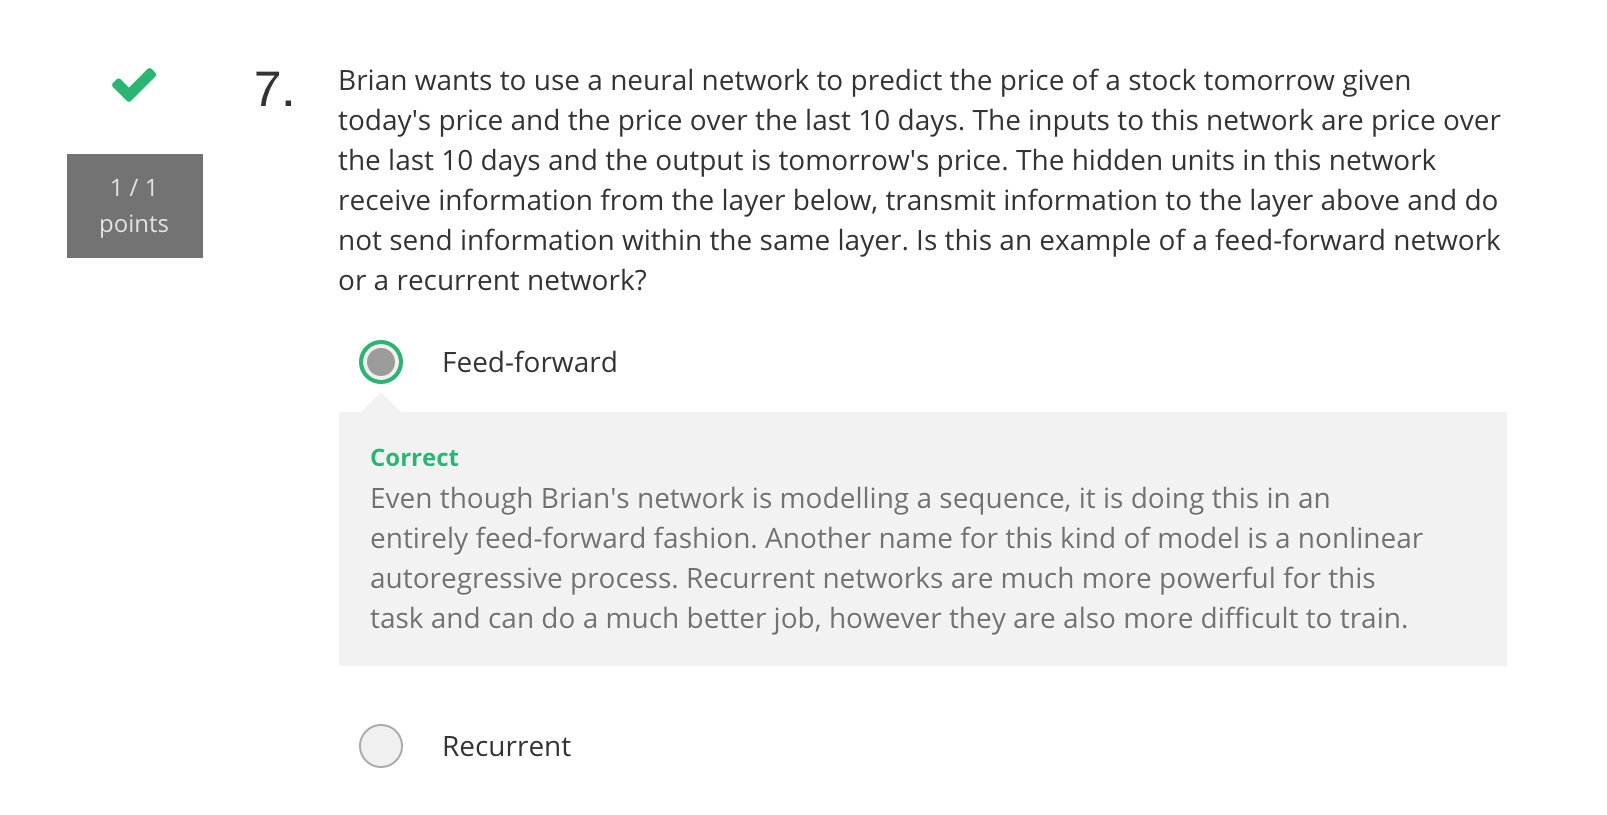 7.
Brian wants to use a neural network to predict the price of a stock tomorrow given
today's price and the price over the last 10 days. The inputs to this network are price over
the last 10 days and the output is tomorrow's price. The hidden units in this network
receive information from the layer below, transmit information to the layer above and do
not send information within the same layer. Is this an example of a feed-forward network
or a recurrent network?
1 / 1
points
Feed-forward
Correct
Even though Brian's network is modelling a sequence, it is doing this in an
entirely feed-forward fashion. Another name for this kind of model is a nonlinear
autoregressive process. Recurrent networks are much more powerful for this
task and can do a much better job, however they are also more difficult to train.
Recurrent